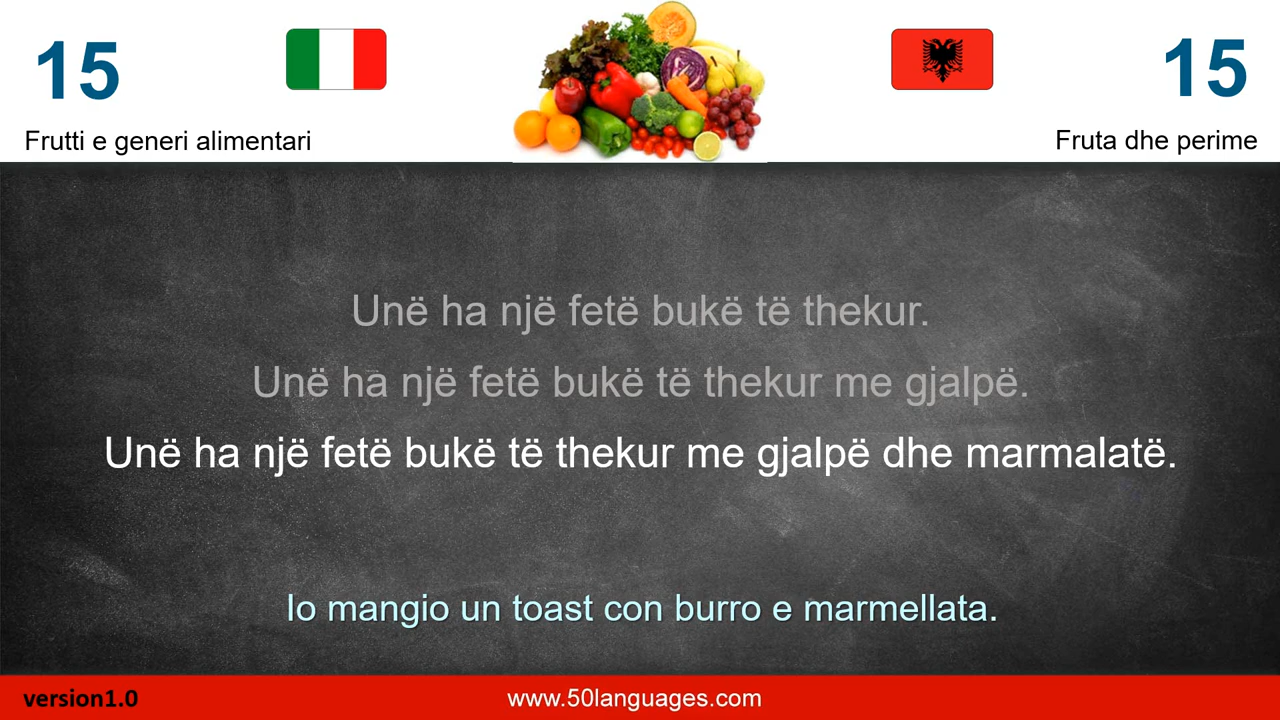 15
15
Frutti e generi alimentari
Fruta dhe perime
Unë ha një fetë bukë të thekur.
Unë ha një fetë bukë të thekur me gjalpë.
Unë ha një fetë bukë të thekur me gjalpë dhe marmalatë.
Io mangio un toast con burro e marmellata.
version1.0
www.50languages.com